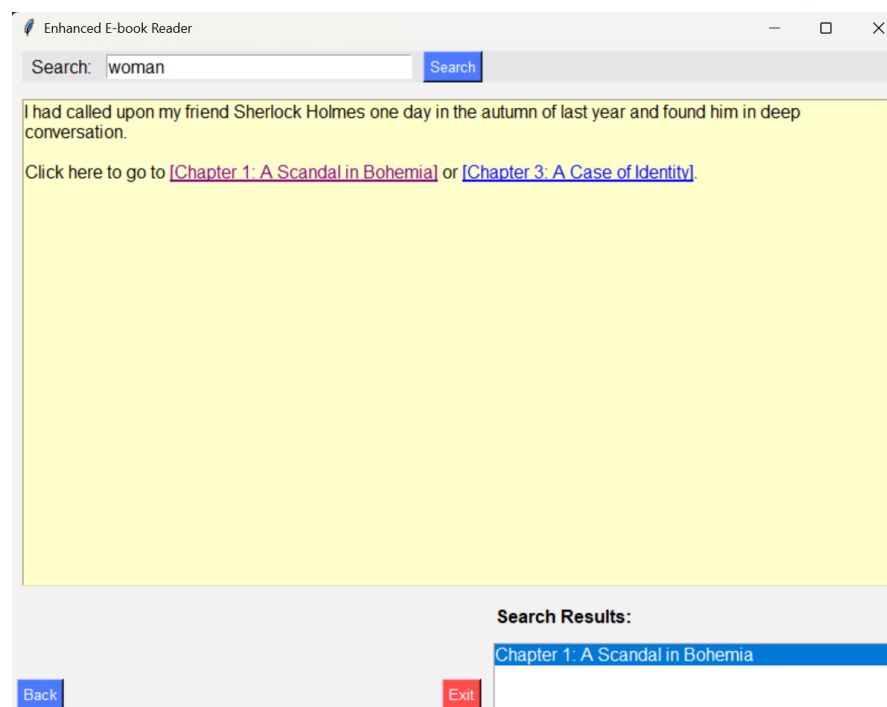 Enhanced E-book Reader
Search: woman Search
I had called upon my friend Sherlock Holmes one day in the autumn of last year and found him in deep
conversation.
Click here to go to [Chapter 1: A Scandal in Bohemia] or [Chapter 3: A Case of Identity].
Search Results:
Chapter 1: A Scandal in Bohemia
Back Exit